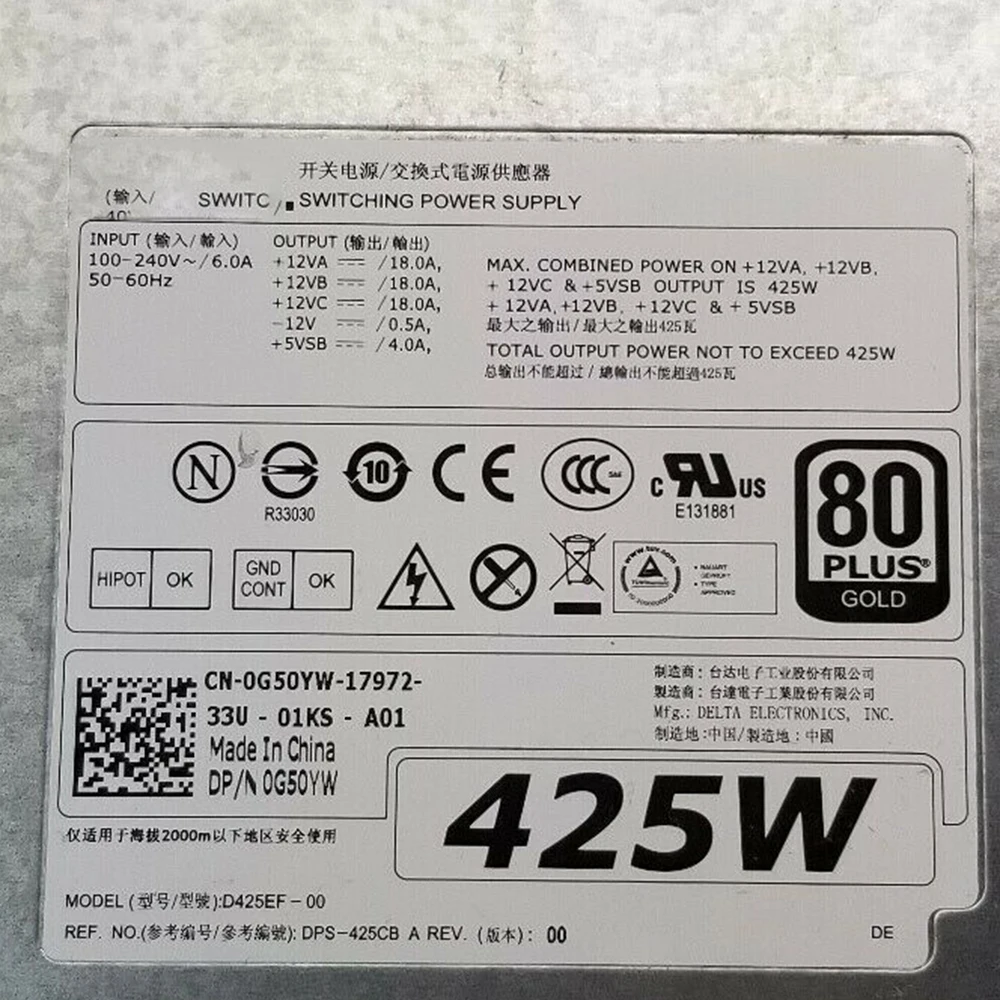 开关电源/交換式電源供應器
(输入/ SWITC / SWITCHING POWER SUPPLY
INPUT (输入/輸入)
100-240V~/6.0A
50-60Hz
OUTPUT (输出/輸出)
+12VA /18.0A,
+12VB /18.0A,
+12VC /18.0A,
-12V /0.5A,
+5VSB /4.0A,
MAX. COMBINED POWER ON +12VA, +12VB,
+ 12VC & +5VSB OUTPUT IS 425W
+ 12VA, +12VB, +12VC & + 5VSB
最大之输出/最大之輸出425瓦
TOTAL OUTPUT POWER NOT TO EXCEED 425W
总输出不能超过/總輸出不能超過425瓦
N
R33030
10
CE
CCC
S&E
c RU US
E131881
80
PLUS®
GOLD
HIPOT OK
GND CONT OK
www.tuv.com
BAUART
GEPRÜFT
TYPE
APPROVED
CN-0G50YW-17972-
33U - 01KS - A01
Made In China
DP/N 0G50YW
制造商:台达电子工业股份有限公司
製造商:台達電子工業股份有限公司
Mfg.: DELTA ELECTRONICS, INC.
制造地:中国/製造地:中國
425W
仅适用于海拔2000m以下地区安全使用
MODEL (型号/型號):D425EF-00
REF. NO.(参考编号/參考編號): DPS-425CB A REV. (版本): 00
DE